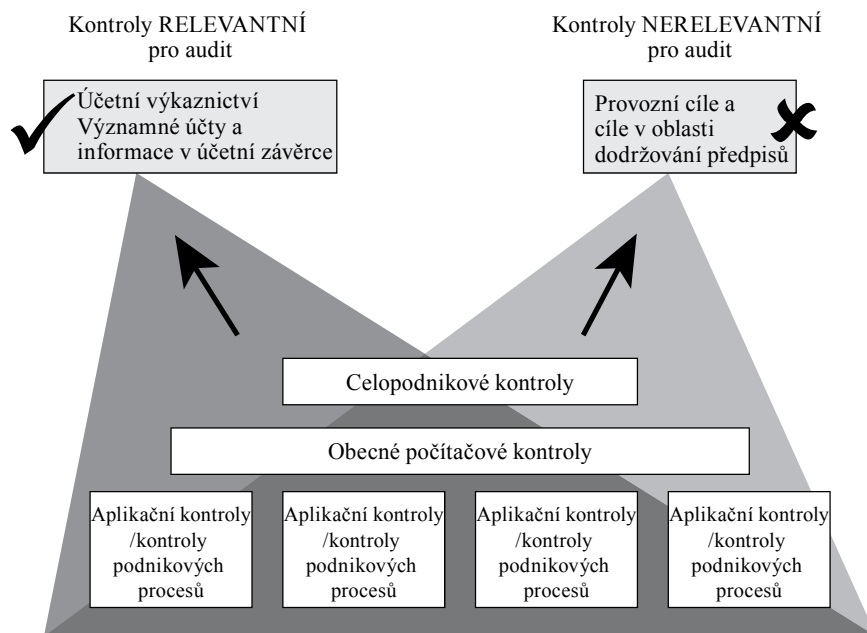 Kontroly RELEVANTNÍ
pro audit
Kontroly NERELEVANTNÍ
pro audit
Účetní výkaznictví
Významné účty a
informace v účetní závěrce
Provozní cíle a
cíle v oblasti
dodržování předpisů
Celopodnikové kontroly
Obecné počítačové kontroly
Aplikační kontroly
/kontroly
podnikových
procesů
Aplikační kontroly
/kontroly
podnikových
procesů
Aplikační kontroly
/kontroly
podnikových
procesů
Aplikační kontroly
/kontroly
podnikových
procesů